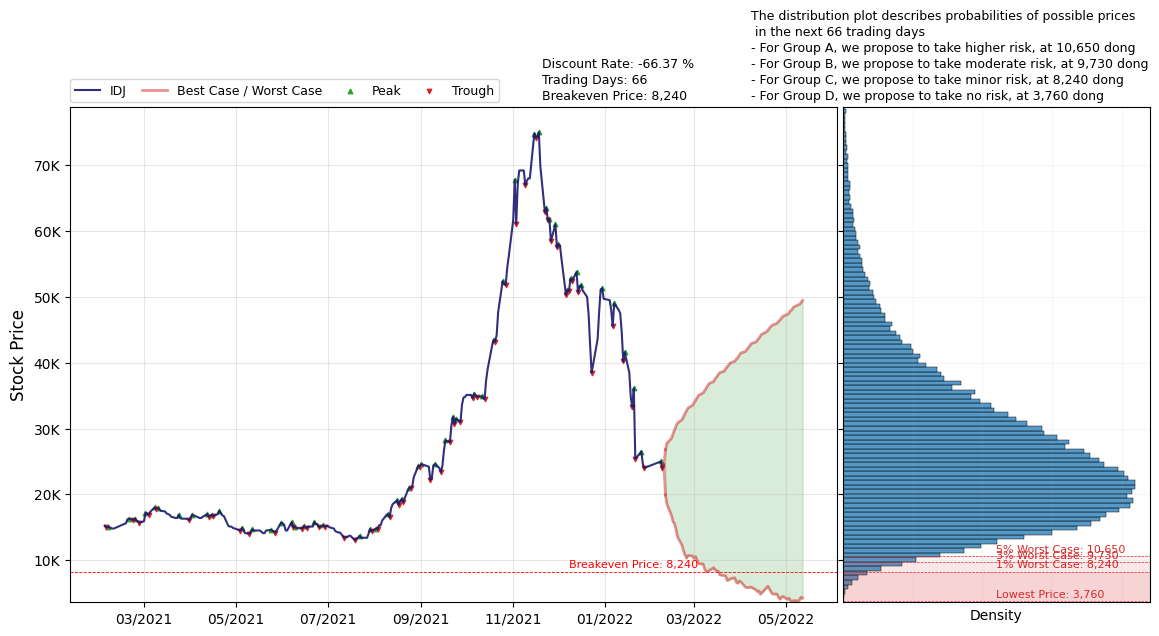 The distribution plot describes probabilities of possible prices
in the next 66 trading days
- For Group A, we propose to take higher risk, at 10,650 dong
- For Group B, we propose to take moderate risk, at 9,730 dong
- For Group C, we propose to take minor risk, at 8,240 dong
- For Group D, we propose to take no risk, at 3,760 dong
Discount Rate: -66.37 %
Trading Days: 66
Breakeven Price: 8,240
IDJ Best Case / Worst Case Peak Trough
Stock Price
70K
60K
50K
40K
30K
20K
10K
Breakeven Price: 8,240
5% Worst Case: 10,650
3% Worst Case: 9,730
1% Worst Case: 8,240
Lowest Price: 3,760
03/2021 05/2021 07/2021 09/2021 11/2021 01/2022 03/2022 05/2022
Density